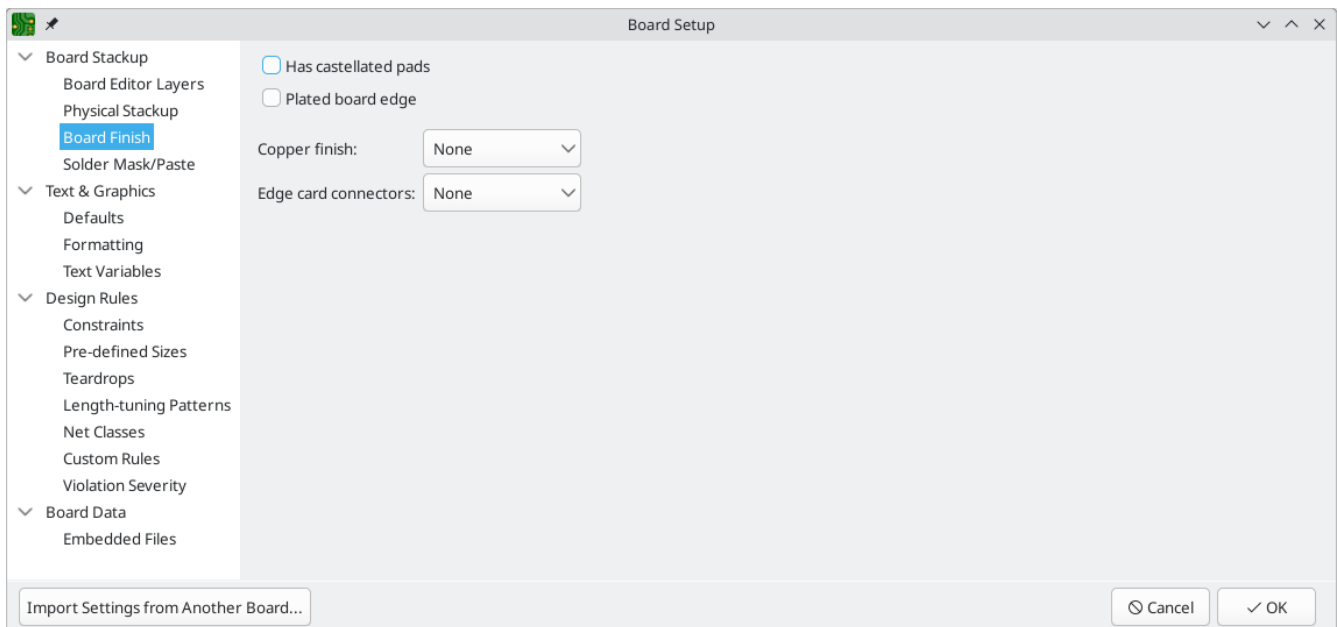 Board Setup
Board Stackup
Board Editor Layers
Physical Stackup
Board Finish
Solder Mask/Paste
Text & Graphics
Defaults
Formatting
Text Variables
Design Rules
Constraints
Pre-defined Sizes
Teardrops
Length-tuning Patterns
Net Classes
Custom Rules
Violation Severity
Board Data
Embedded Files
Has castellated pads
Plated board edge
Copper finish: None
Edge card connectors: None
Import Settings from Another Board... Cancel OK